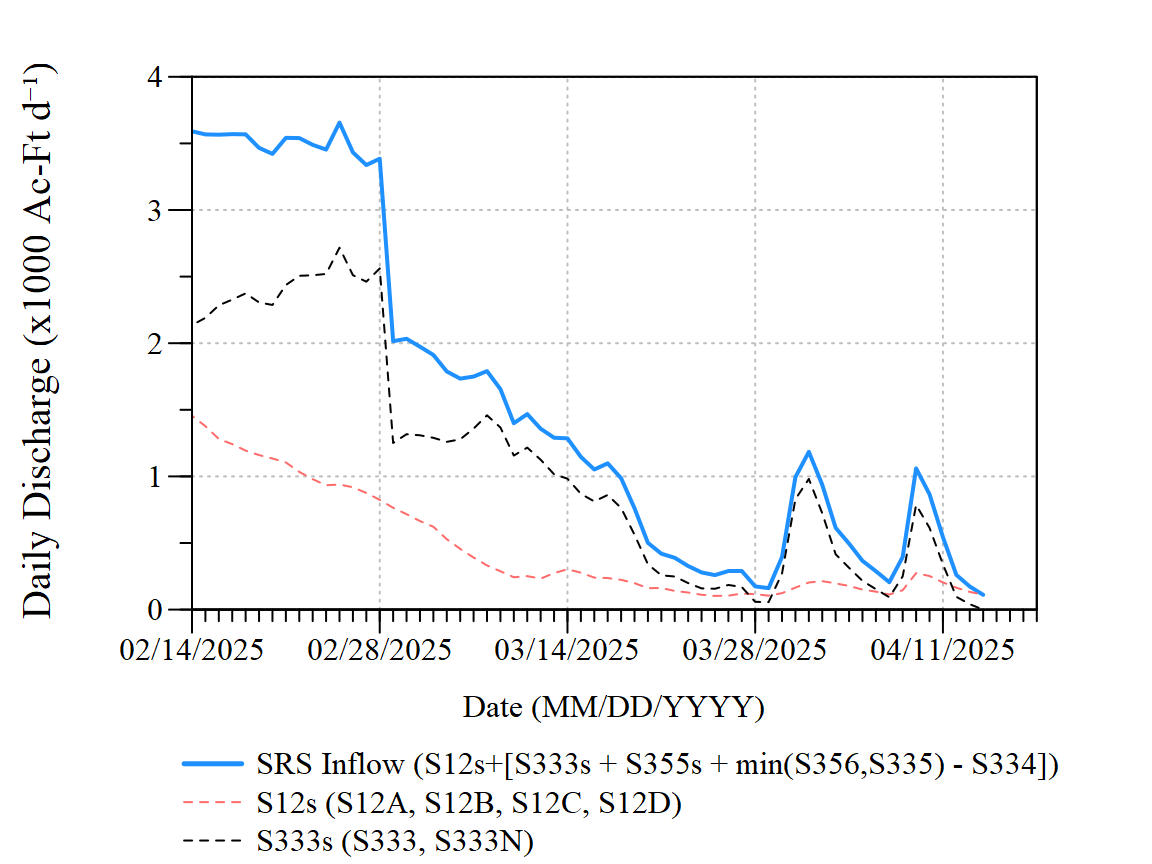 Daily Discharge (x1000 Ac-Ft d⁻¹)
4
3
2
1
0
02/14/2025 02/28/2025 03/14/2025 03/28/2025 04/11/2025
Date (MM/DD/YYYY)
SRS Inflow (S12s+[S333s + S355s + min(S356,S335) - S334])
S12s (S12A, S12B, S12C, S12D)
S333s (S333, S333N)